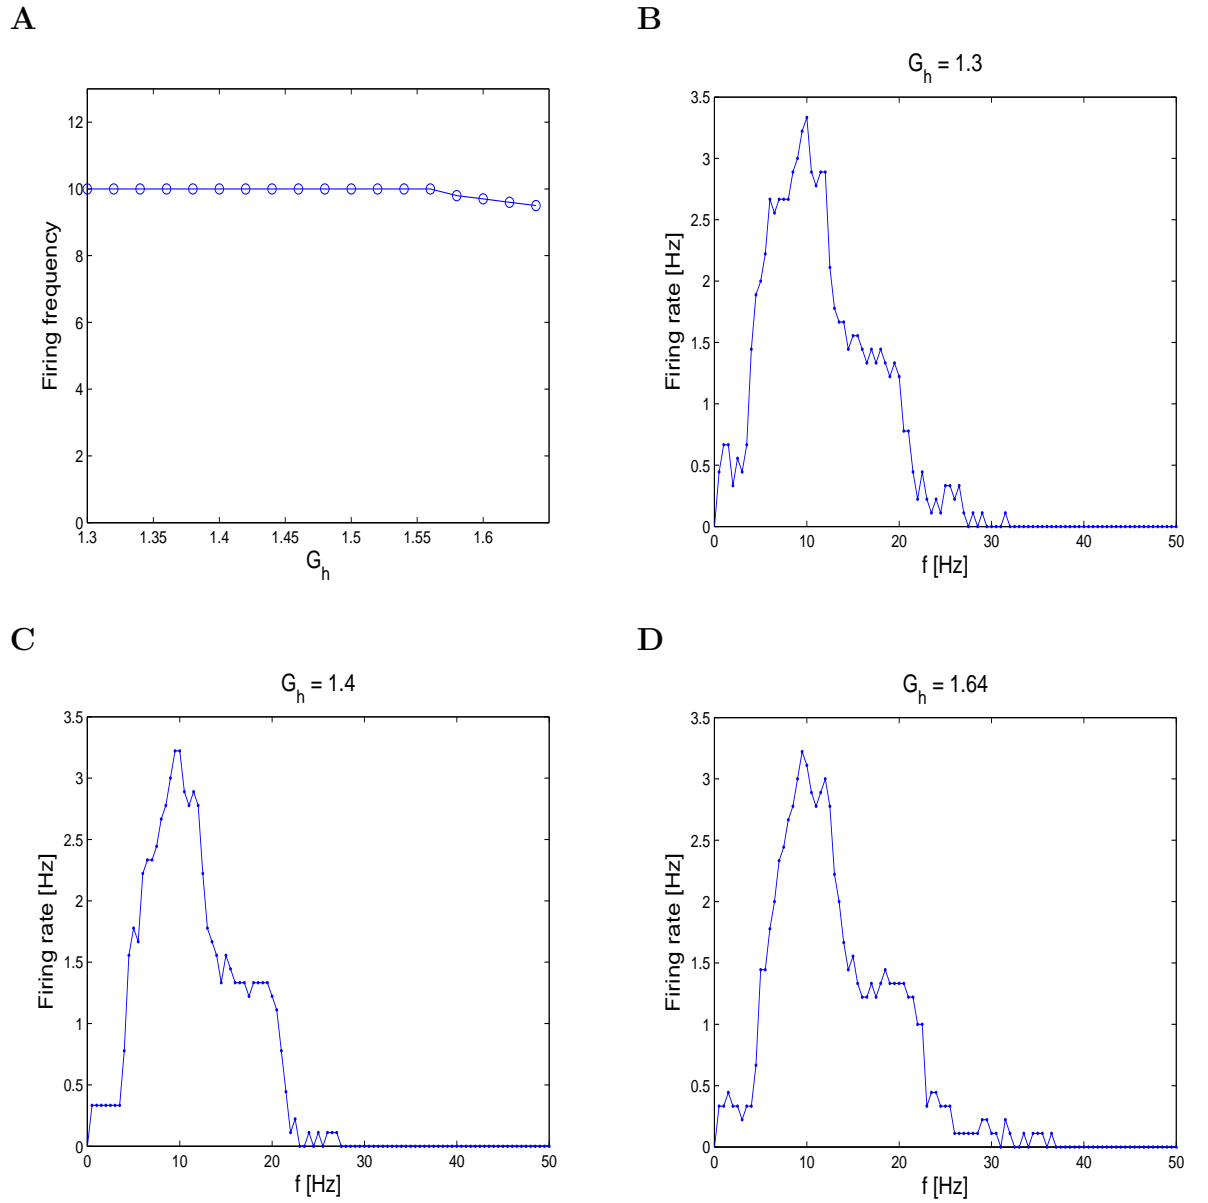 A
12
10
8
6
4
2
0
1.3 1.35 1.4 1.45 1.5 1.55 1.6
Firing frequency
G_h
B
G_h = 1.3
3.5
3
2.5
2
1.5
1
0.5
0
0 10 20 30 40 50
Firing rate [Hz]
f [Hz]
C
G_h = 1.4
3.5
3
2.5
2
1.5
1
0.5
0
0 10 20 30 40 50
Firing rate [Hz]
f [Hz]
D
G_h = 1.64
3.5
3
2.5
2
1.5
1
0.5
0
0 10 20 30 40 50
Firing rate [Hz]
f [Hz]